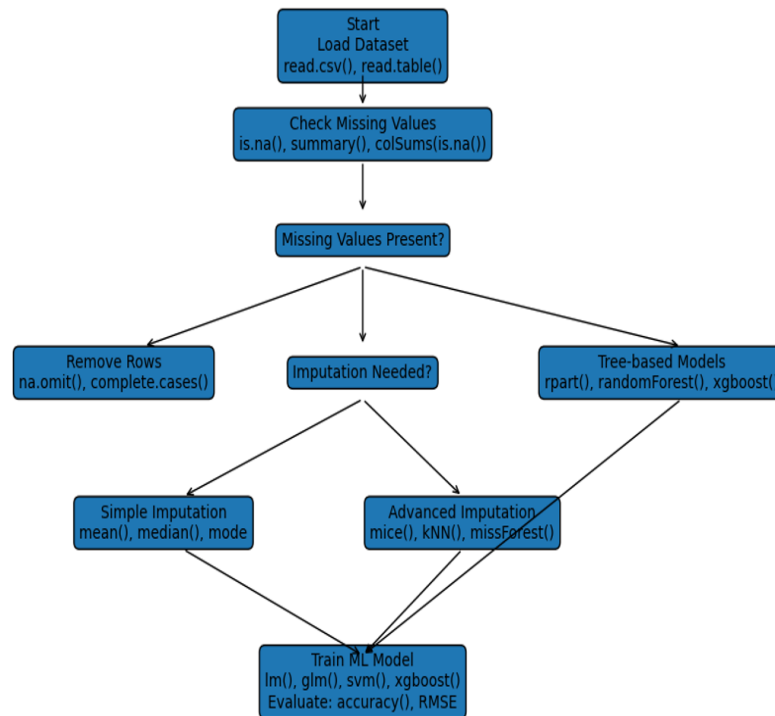 Start
Load Dataset
read.csv(), read.table()
Check Missing Values
is.na(), summary(), colSums(is.na())
Missing Values Present?
Remove Rows
na.omit(), complete.cases()
Imputation Needed?
Tree-based Models
rpart(), randomForest(), xgboost(
Simple Imputation
mean(), median(), mode
Advanced Imputation
mice(), kNN(), missForest()
Train ML Model
lm(), glm(), svm(), xgboost()
Evaluate: accuracy(), RMSE